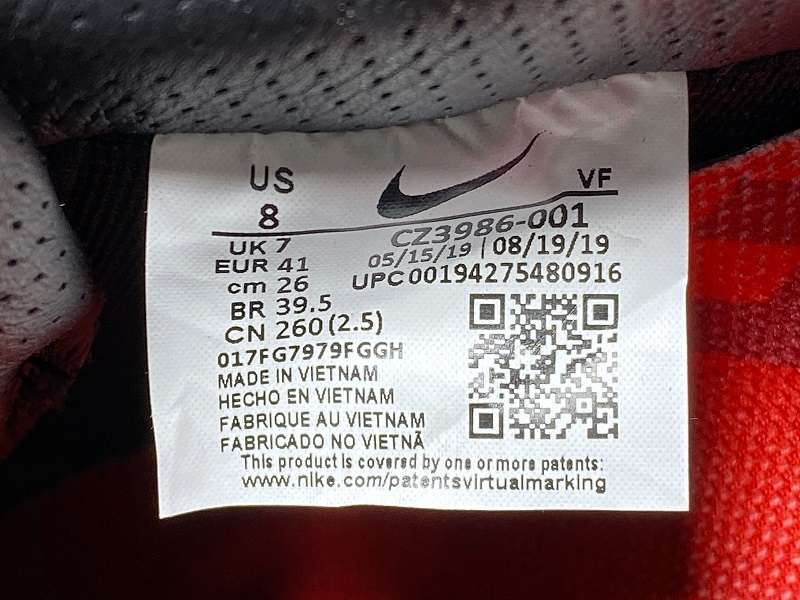 US
8
VF
CZ3986-001
UK 7
05/15/19 | 08/19/19
EUR 41
UPC00194275480916
cm 26
BR 39.5
CN 260 (2.5)
017FG7979FGGH
MADE IN VIETNAM
HECHO EN VIETNAM
FABRIQUE AU VIETNAM
FABRICADO NO VIETNÃ
This product is covered by one or more patents:
www.nike.com/patentsvirtualmarking